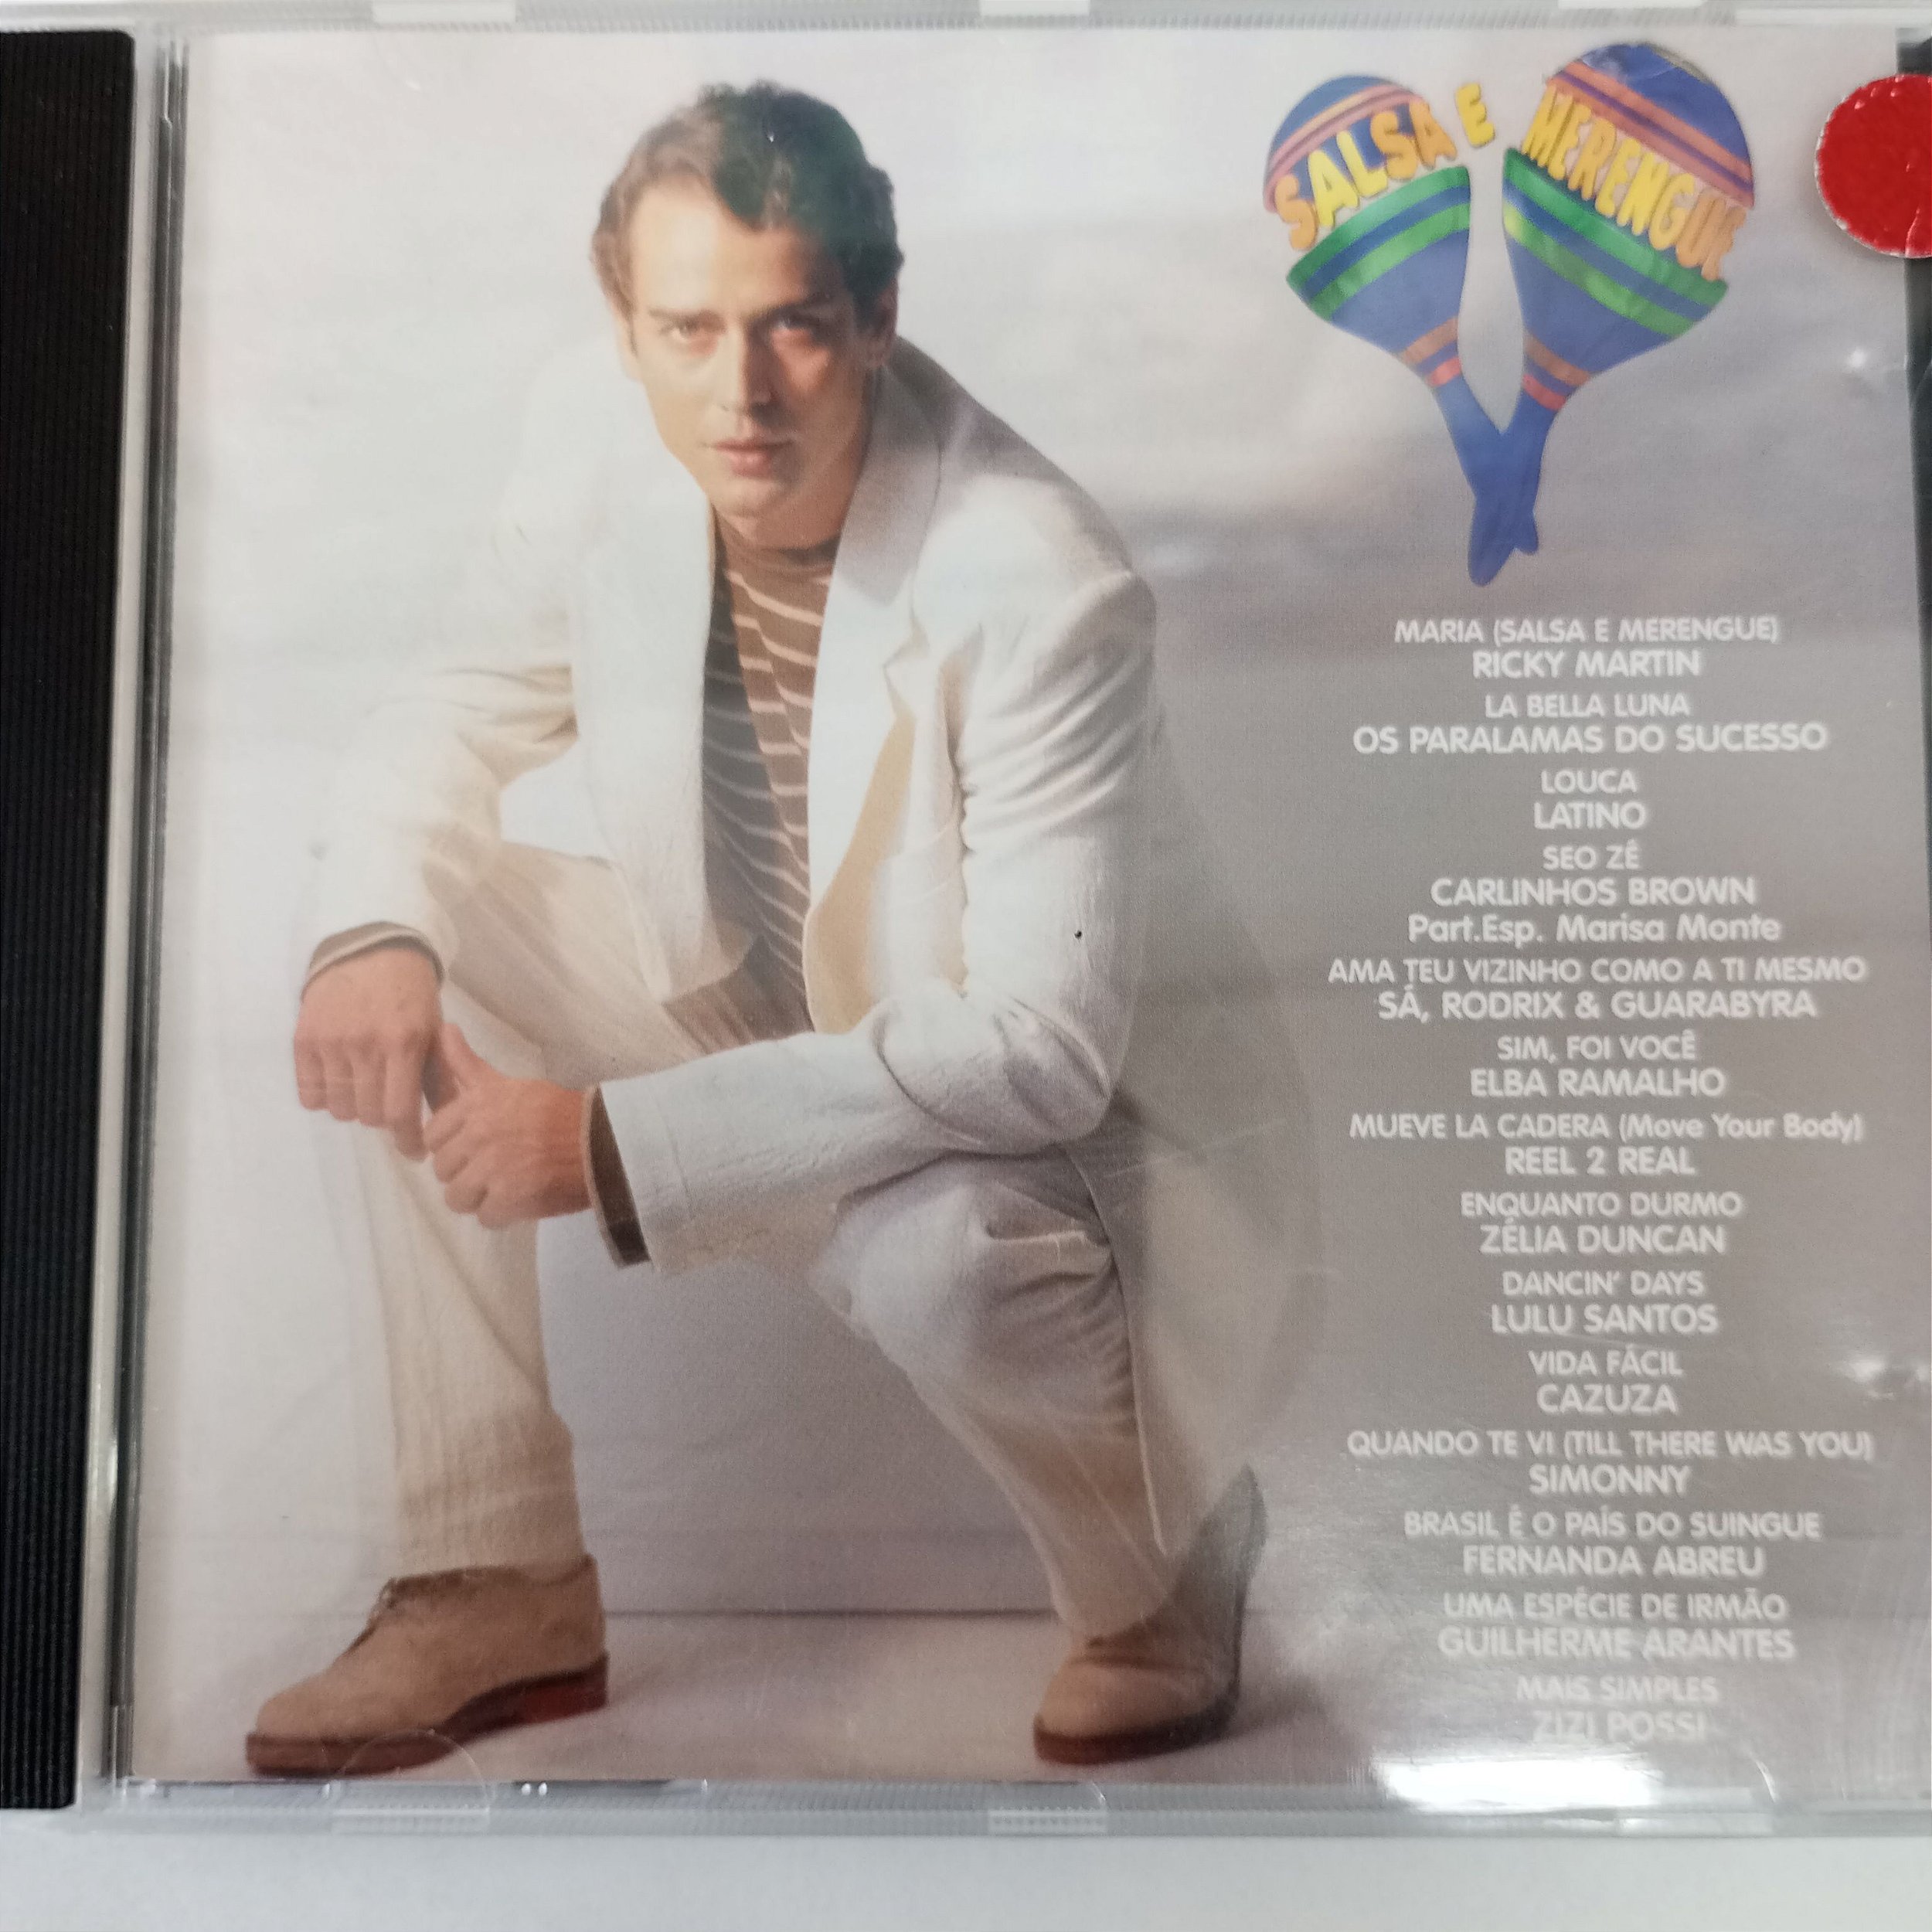 SALSA E MERENGUE
MARIA (SALSA E MERENGUE)
RICKY MARTIN
LA BELLA LUNA
OS PARALAMAS DO SUCESSO
LOUCA
LATINO
SEO ZÊ
CARLINHOS BROWN
Part.Esp. Marisa Monte
AMA TEU VIZINHO COMO A TI MESMO
SÁ, RODRIX & GUARABYRA
SIM, FOI VOCÊ
ELBA RAMALHO
MUEVE LA CADERA (Move Your Body)
REEL 2 REAL
ENQUANTO DURMO
ZÉLIA DUNCAN
DANCIN' DAYS
LULU SANTOS
VIDA FÁCIL
CAZUZA
QUANDO TE VI (TILL THERE WAS YOU)
SIMONNY
BRASIL É O PAÍS DO SUINGUE
FERNANDA ABREU
UMA ESPÉCIE DE IRMÃO
GUILHERME ARANTES
MAIS SIMPLES
ZIZI POSSI